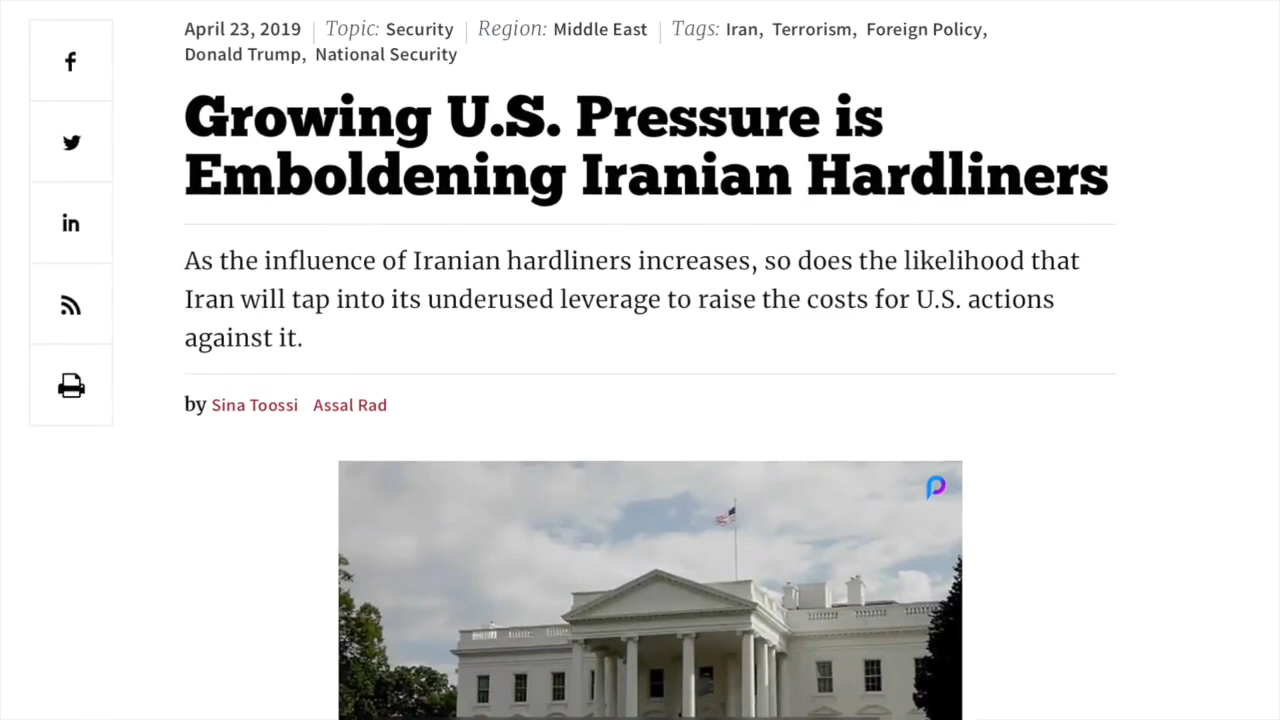 April 23, 2019 | Topic: Security | Region: Middle East | Tags: Iran, Terrorism, Foreign Policy,
Donald Trump, National Security
Growing U.S. Pressure is
Emboldening Iranian Hardliners
As the influence of Iranian hardliners increases, so does the likelihood that
Iran will tap into its underused leverage to raise the costs for U.S. actions
against it.
by Sina Toossi Assal Rad